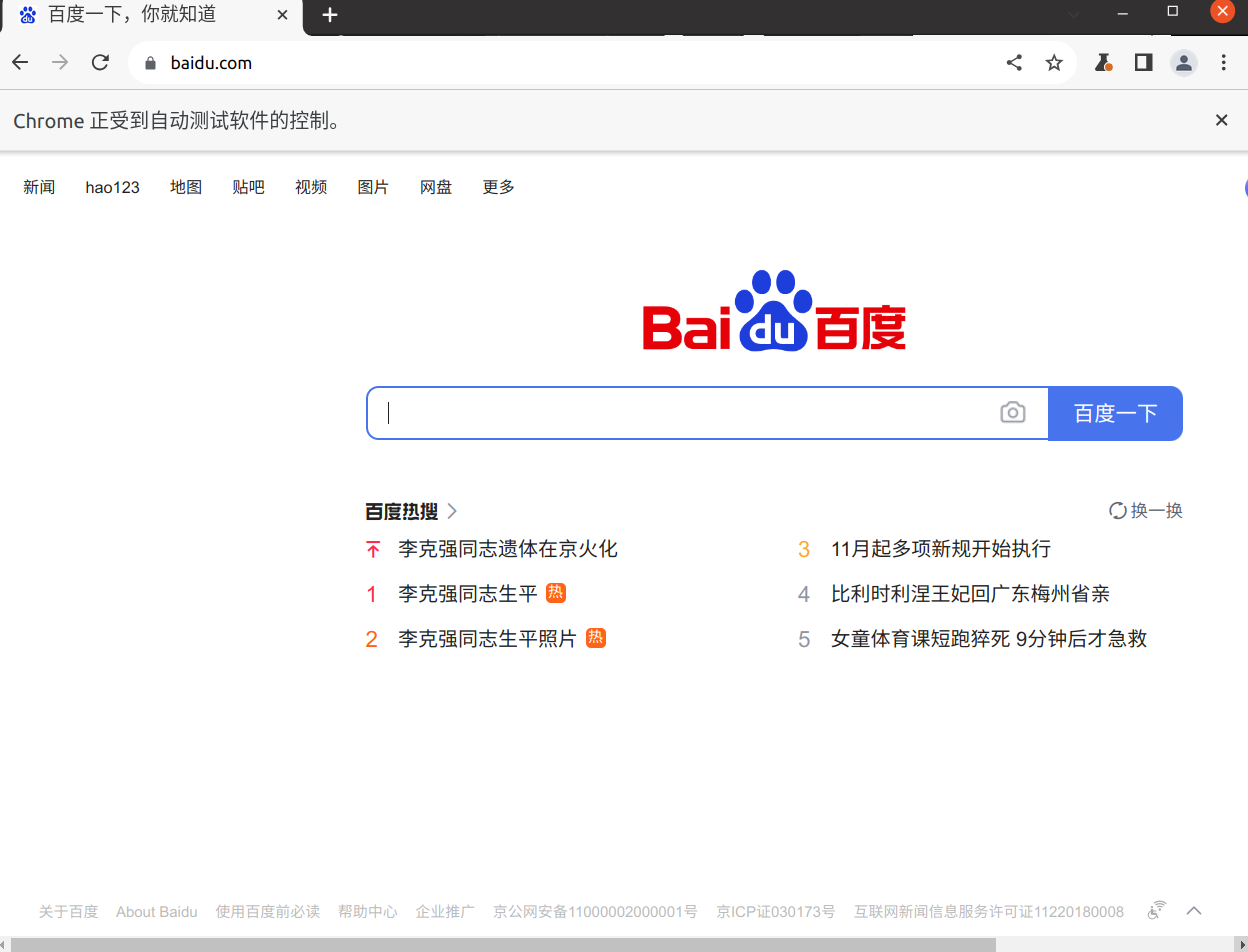 百度一下，你就知道
baidu.com
Chrome 正受到自动测试软件的控制。
新闻 hao123 地图 贴吧 视频 图片 网盘 更多
Bai du 百度
百度一下
百度热搜 换一换
李克强同志遗体在京火化
1 李克强同志生平 热
2 李克强同志生平照片 热
3 11月起多项新规开始执行
4 比利时利涅王妃回广东梅州省亲
5 女童体育课短跑猝死 9分钟后才急救
关于百度 About Baidu 使用百度前必读 帮助中心 企业推广 京公网安备11000002000001号 京ICP证030173号 互联网新闻信息服务许可证11220180008